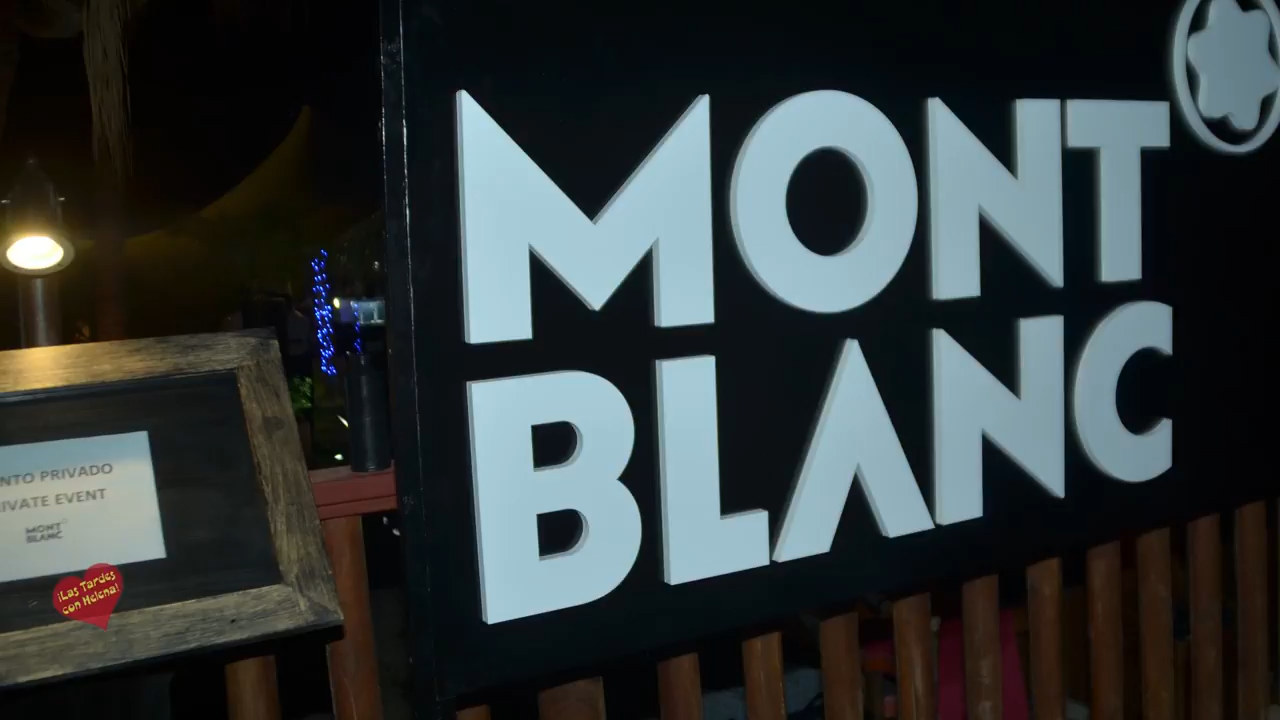 MONT
BLANC
NTO PRIVADO
IVATE EVENT
MONT
BLANC
¡Las Tardes
con Helena!